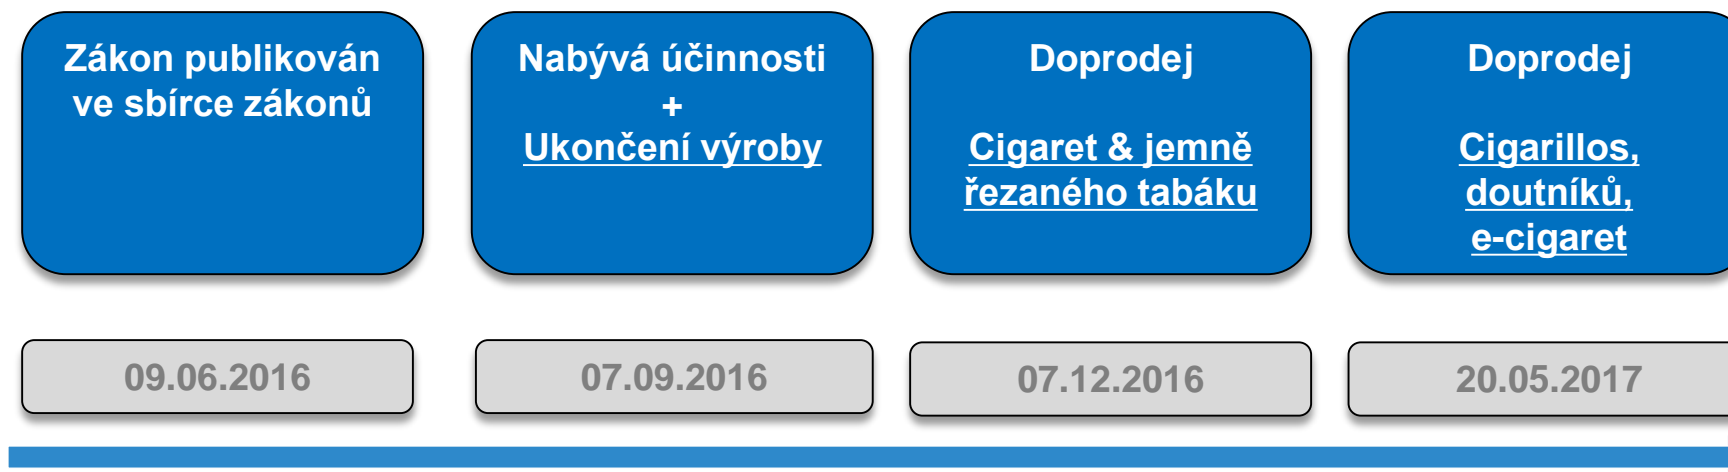 Zákon publikován
ve sbírce zákonů
Nabývá účinnosti
+
Ukončení výroby
Doprodej
Cigaret & jemně
řezaného tabáku
Doprodej
Cigarillos,
doutníků,
e-cigaret
09.06.2016
07.09.2016
07.12.2016
20.05.2017